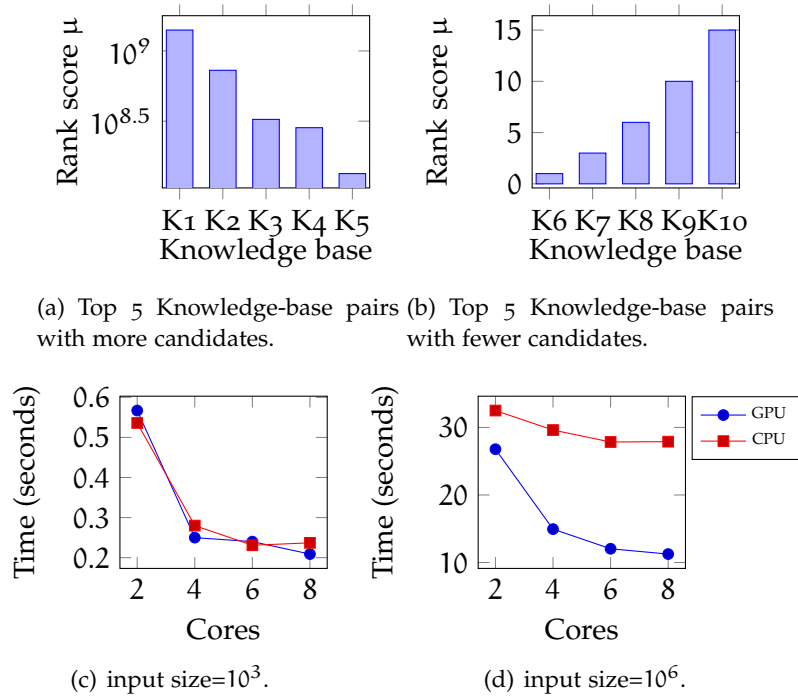 Rank score μ
10^9
10^8.5
K1 K2 K3 K4 K5
Knowledge base
(a) Top 5 Knowledge-base pairs
with more candidates.
Rank score μ
15
10
5
0
K6 K7 K8 K9 K10
Knowledge base
(b) Top 5 Knowledge-base pairs
with fewer candidates.
Time (seconds)
0.6
0.5
0.3
0.2
2 4 6 8
Cores
(c) input size=10^3.
Time (seconds)
30
20
10
2 4 6 8
Cores
(d) input size=10^6.
GPU
CPU